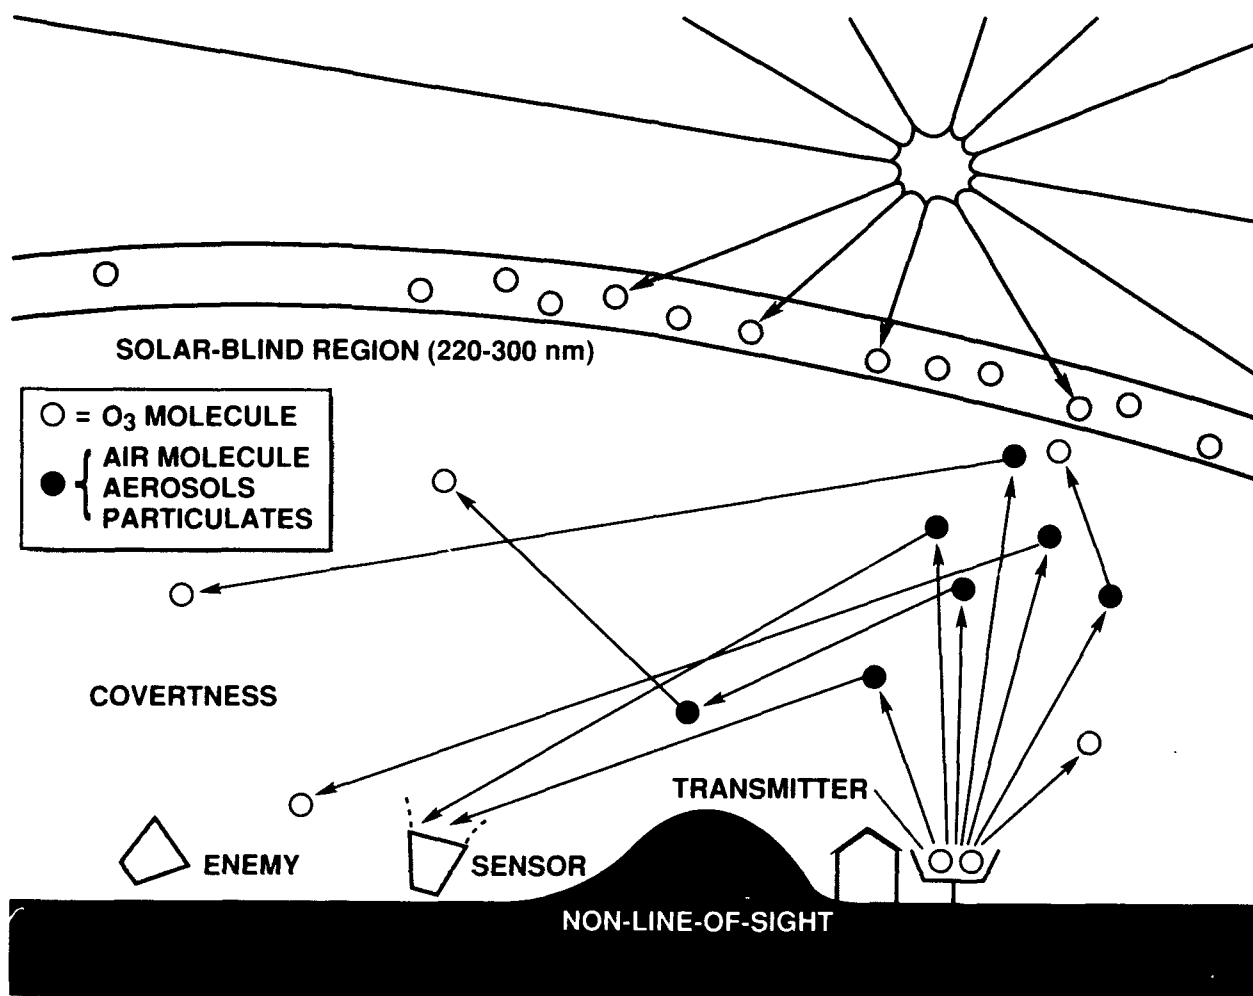 SOLAR-BLIND REGION (220-300 nm)
= O3 MOLECULE
AIR MOLECULE
AEROSOLS
PARTICULATES
COVERTNESS
TRANSMITTER
ENEMY
SENSOR
NON-LINE-OF-SIGHT